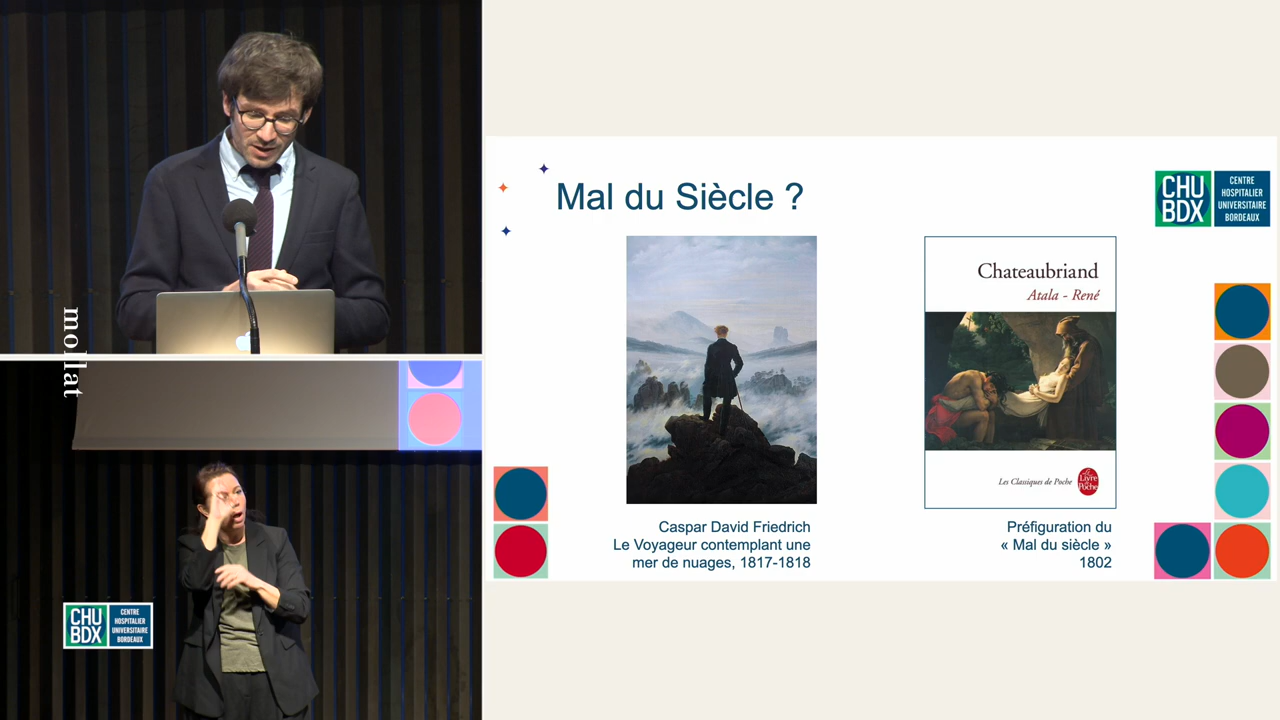 mollat
CHU
BDX
CENTRE
HOSPITALIER
UNIVERSITAIRE
BORDEAUX
Mal du Siècle ?
CHU
BDX
CENTRE
HOSPITALIER
UNIVERSITAIRE
BORDEAUX
Chateaubriand
Atala - René
Les Classiques de Poche
Le
Livre
de
Poche
Caspar David Friedrich
Le Voyageur contemplant une
mer de nuages, 1817-1818
Préfiguration du
« Mal du siècle »
1802